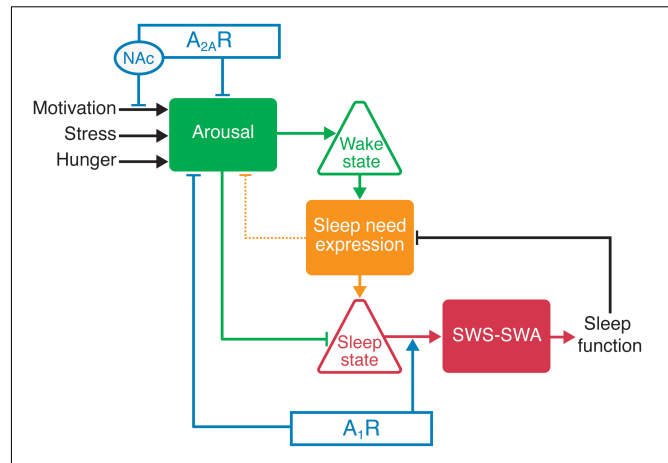 A2AR
NAc
Motivation
Stress
Hunger
Arousal
Wake
state
Sleep need
expression
Sleep
state
SWS-SWA
Sleep
function
A1R